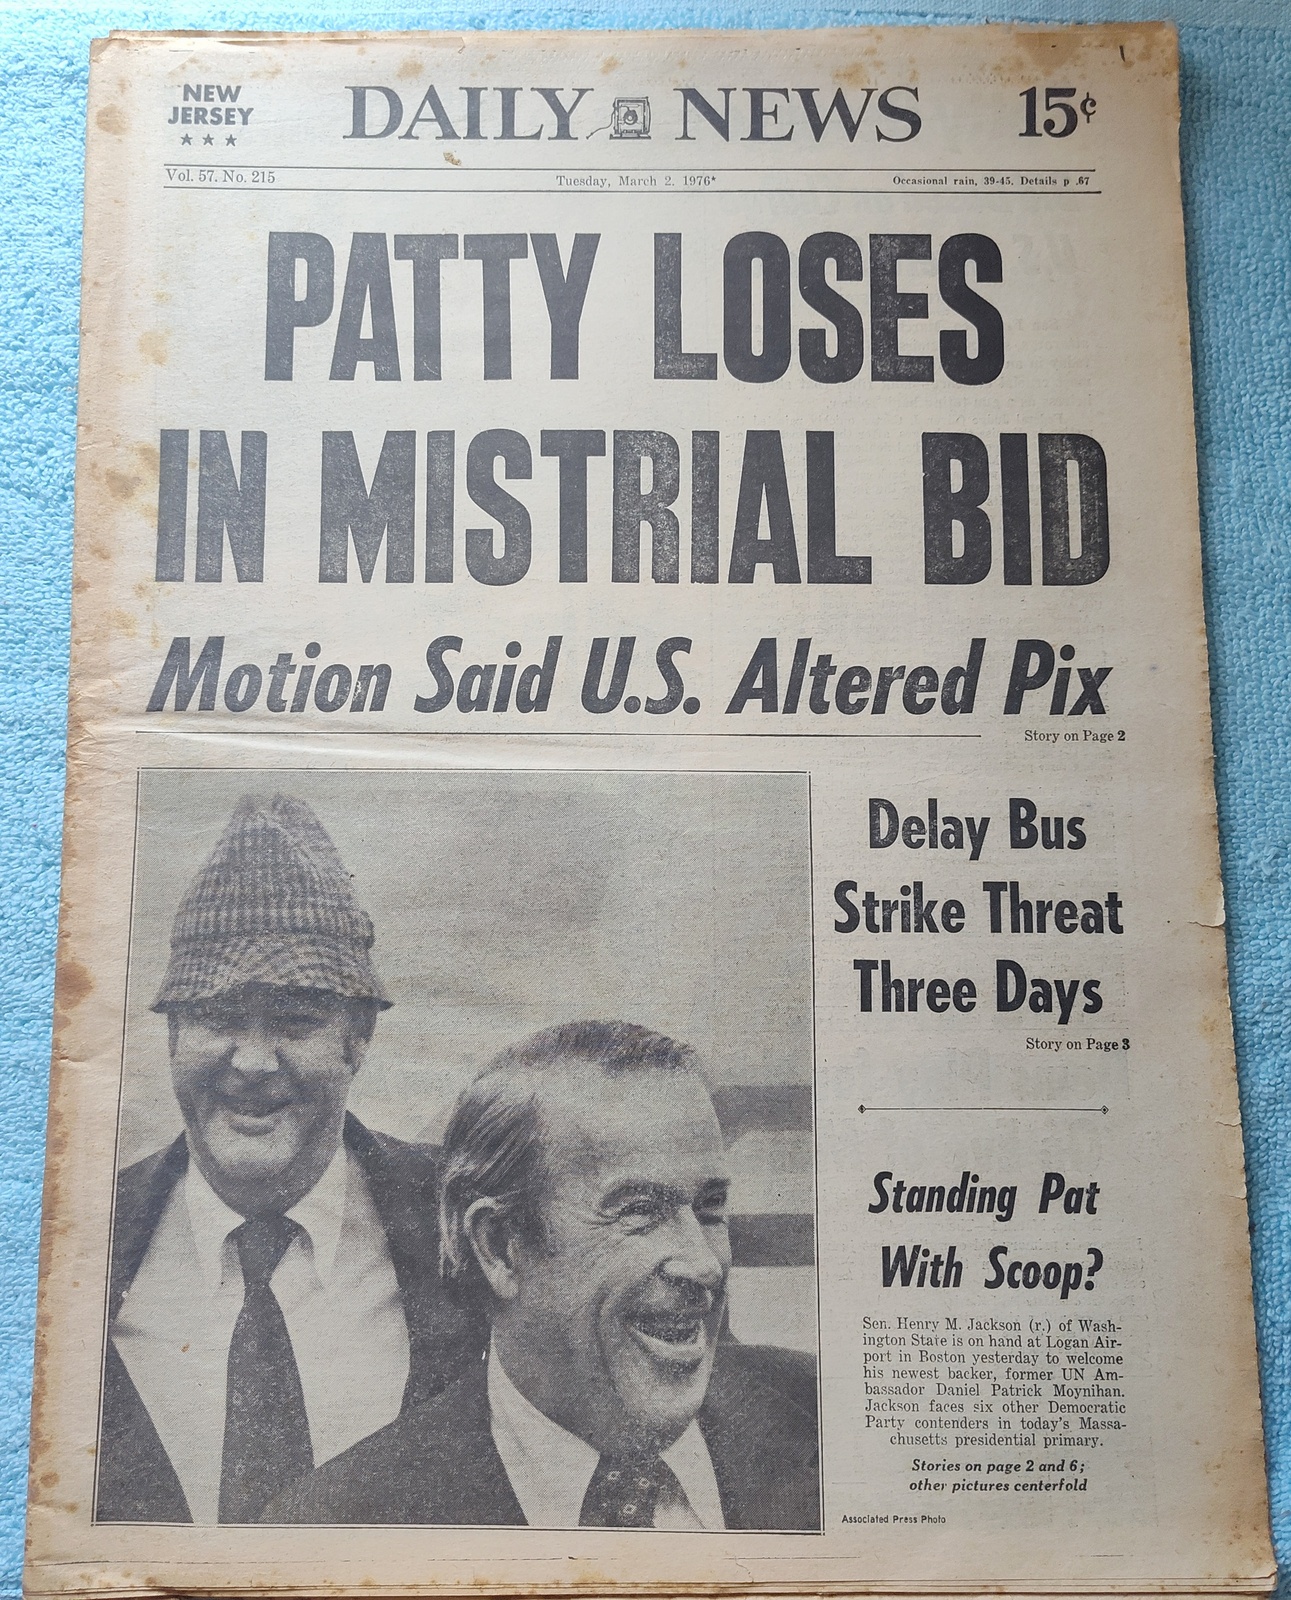 NEW
JERSEY
★ ★ ★
DAILY NEWS
15¢
Vol. 57. No. 215
Tuesday, March 2, 1976*
Occasional rain, 39-45. Details p .67
PATTY LOSES
IN MISTRIAL BID
Motion Said U.S. Altered Pix
Story on Page 2
Delay Bus
Strike Threat
Three Days
Story on Page 3
Standing Pat
With Scoop?
Sen. Henry M. Jackson (r.) of Wash-
ington State is on hand at Logan Air-
port in Boston yesterday to welcome
his newest backer, former UN Am-
bassador Daniel Patrick Moynihan.
Jackson faces six other Democratic
Party contenders in today's Massa-
chusetts presidential primary.
Stories on page 2 and 6;
other pictures centerfold
Associated Press Photo